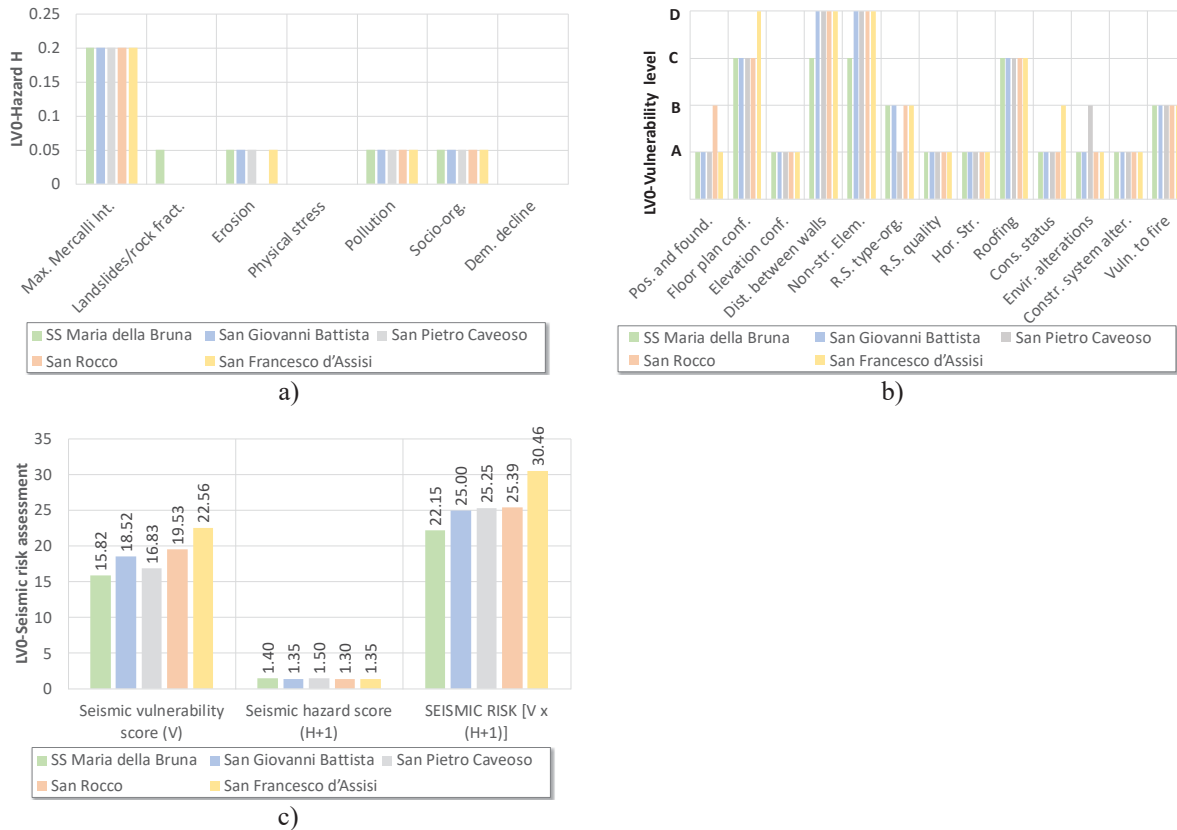 LV0-Hazard H
0.25
0.2
0.15
0.1
0.05
0
Max. Mercalli Int.
Landslides/rock fract.
Erosion
Physical stress
Pollution
Socio-org.
Dem. decline
SS Maria della Bruna
San Giovanni Battista
San Pietro Caveoso
San Rocco
San Francesco d'Assisi
a)
LV0-Vulnerability level
D
C
B
A
Pos. and found.
Floor plan conf.
Elevation conf.
Dist. between walls
Non-str. Elem.
R.S. type-org.
R.S. quality
Hor. Str.
Roofing
Cons. status
Envir. alterations
Constr. system alter.
Vuln. to fire
SS Maria della Bruna
San Giovanni Battista
San Pietro Caveoso
San Rocco
San Francesco d'Assisi
b)
LV0-Seismic risk assessment
35
30
25
20
15
10
5
0
15.82
18.52
16.83
19.53
22.56
1.40
1.35
1.50
1.30
1.35
22.15
25.00
25.25
25.39
30.46
Seismic vulnerability
score (V)
Seismic hazard score
(H+1)
SEISMIC RISK [V x
(H+1)]
SS Maria della Bruna
San Giovanni Battista
San Pietro Caveoso
San Rocco
San Francesco d'Assisi
c)